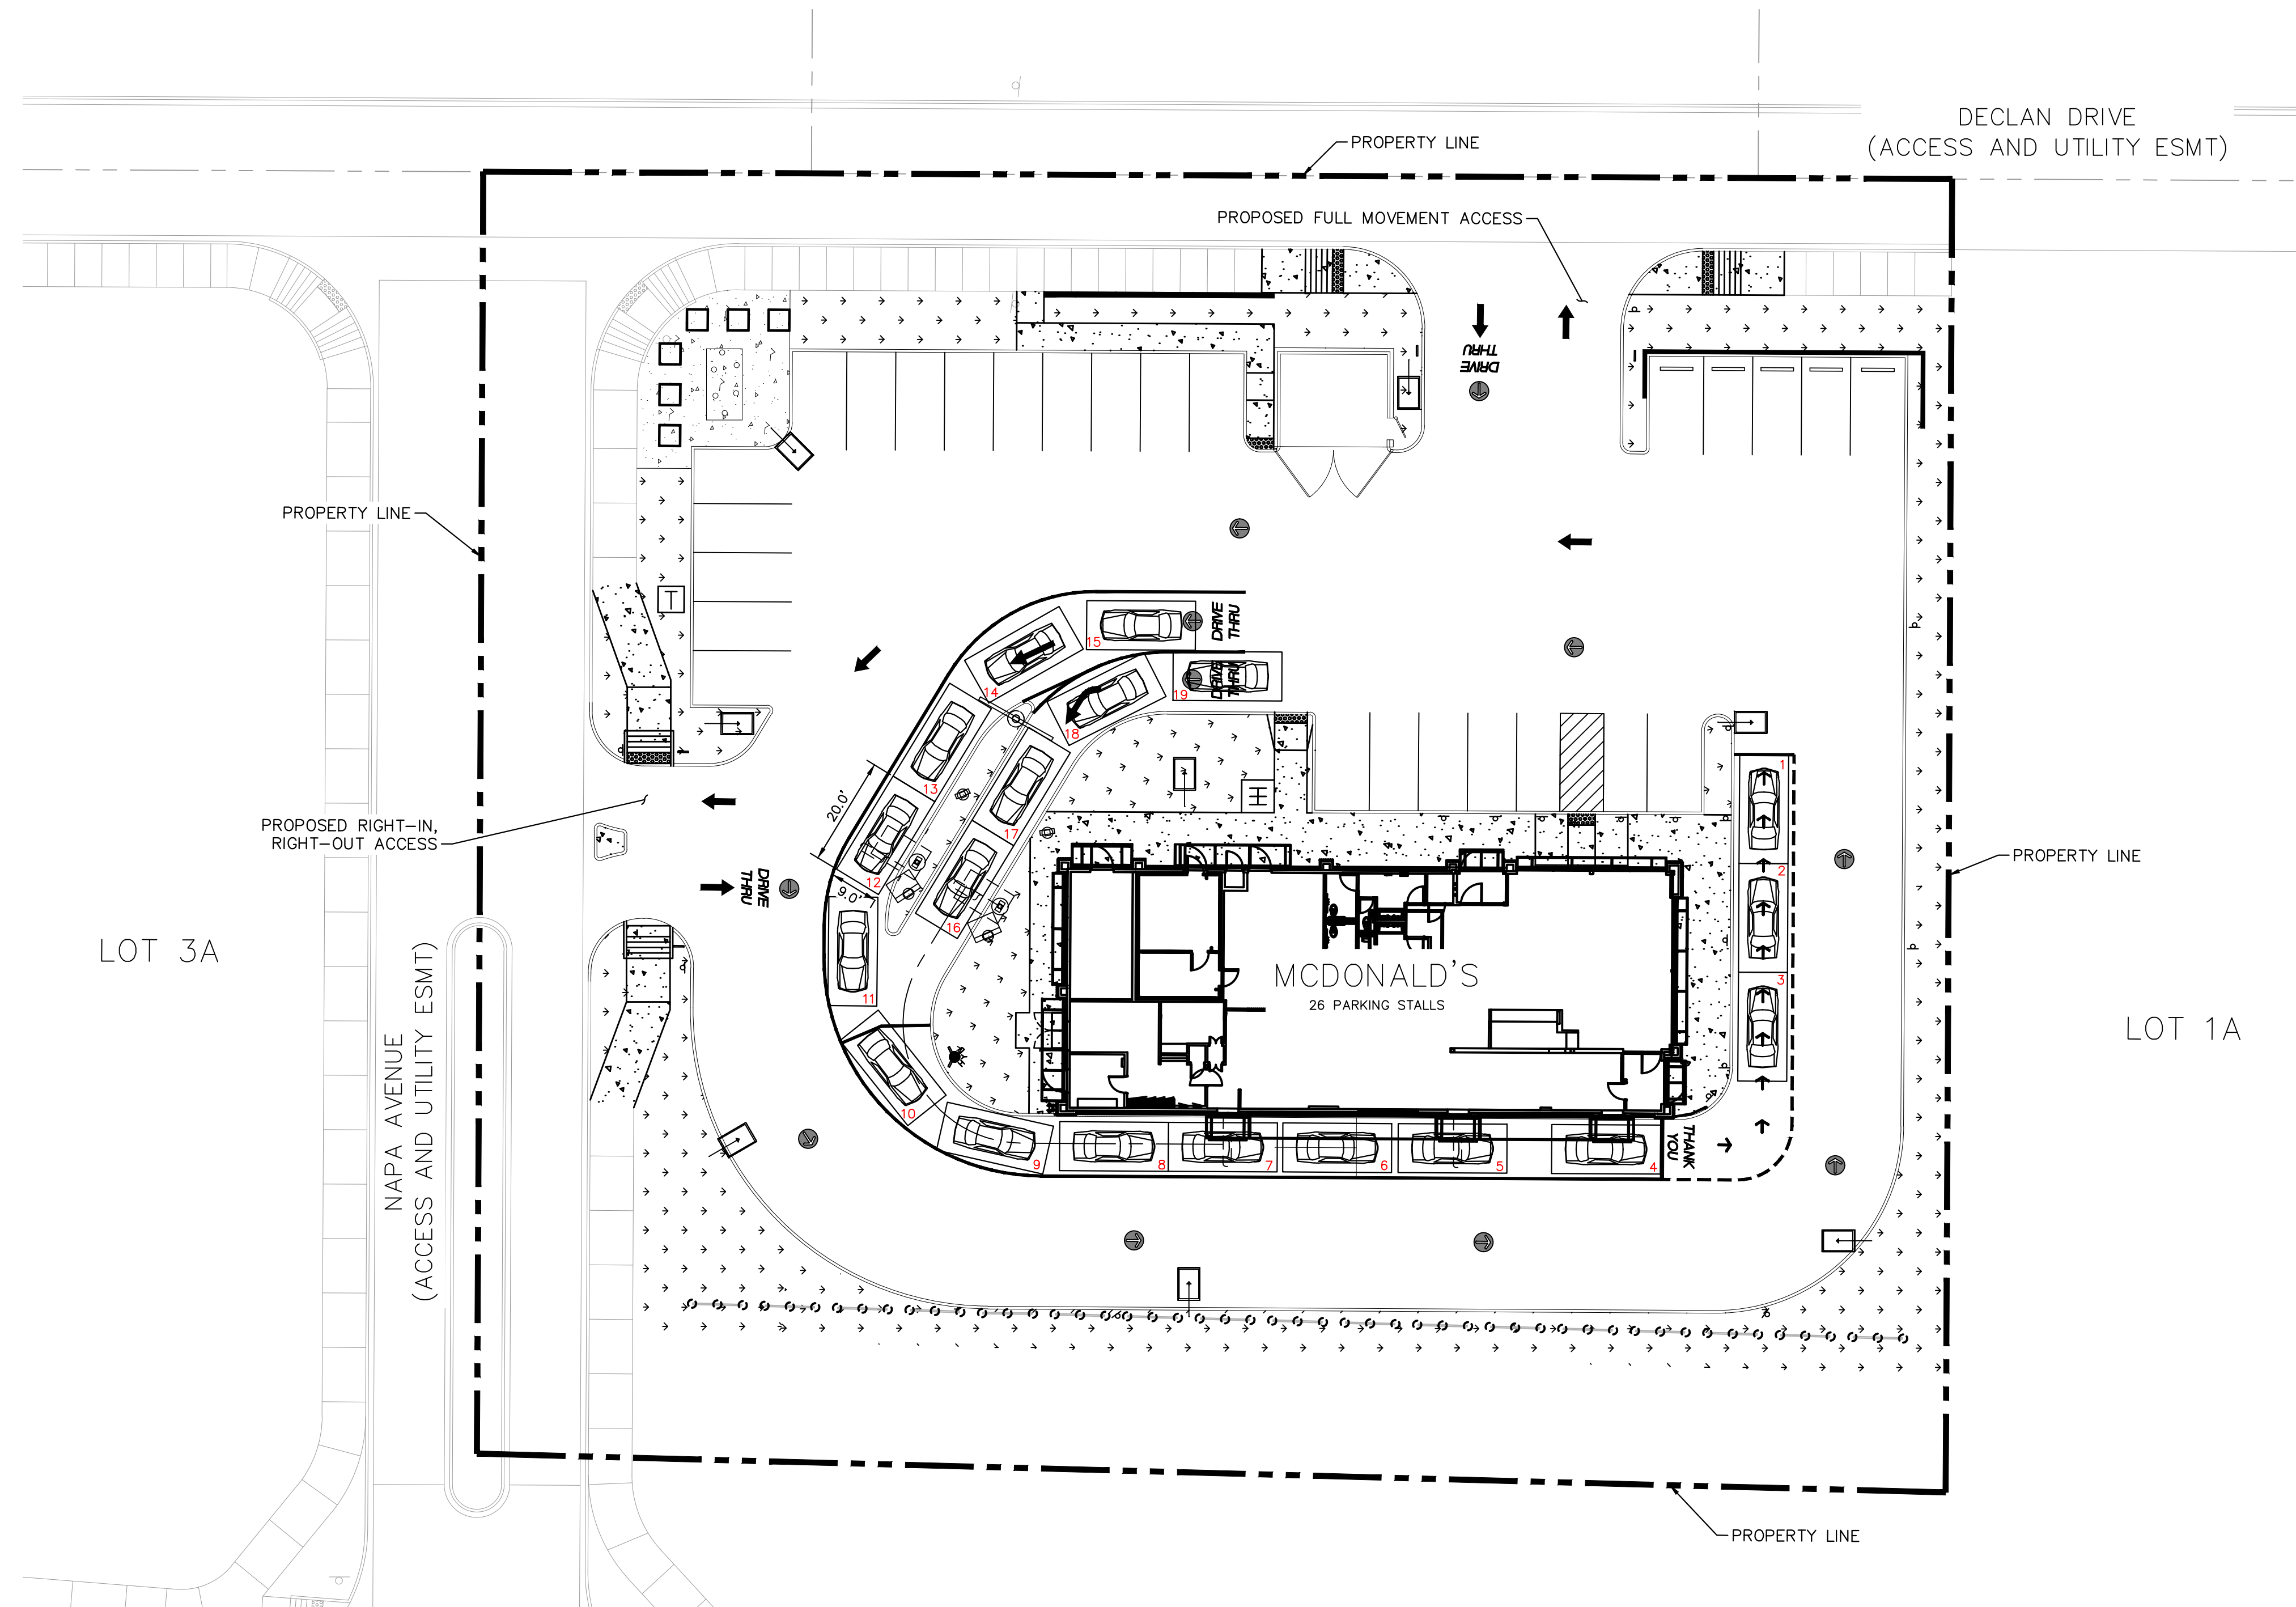 DECLAN DRIVE
(ACCESS AND UTILITY ESMT)
PROPERTY LINE
PROPOSED FULL MOVEMENT ACCESS
DRIVE
THRU
PROPERTY LINE
15
DRIVE
THRU
14
19
DRIVE
THRU
18
13
20.0'
17
12
9.0'
16
11
10
9
8
7
6
5
4
1
2
3
PROPOSED RIGHT-IN,
RIGHT-OUT ACCESS
DRIVE
THRU
PROPERTY LINE
LOT 3A
MCDONALD'S
26 PARKING STALLS
LOT 1A
NAPA AVENUE
(ACCESS AND UTILITY ESMT)
THANK
YOU
PROPERTY LINE